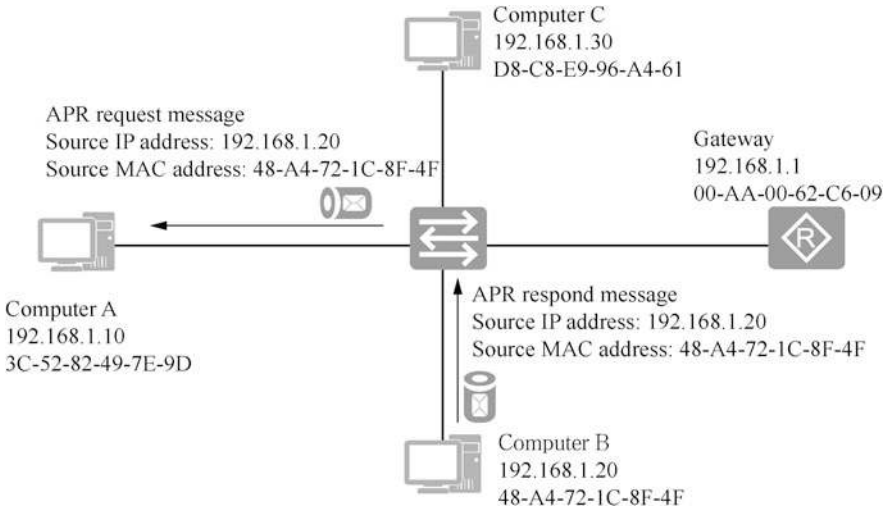 Computer C
192.168.1.30
D8-C8-E9-96-A4-61
APR request message
Source IP address: 192.168.1.20
Source MAC address: 48-A4-72-1C-8F-4F
Gateway
192.168.1.1
00-AA-00-62-C6-09
R
Computer A
192.168.1.10
3C-52-82-49-7E-9D
APR respond message
Source IP address: 192.168.1.20
Source MAC address: 48-A4-72-1C-8F-4F
Computer B
192.168.1.20
48-A4-72-1C-8F-4F